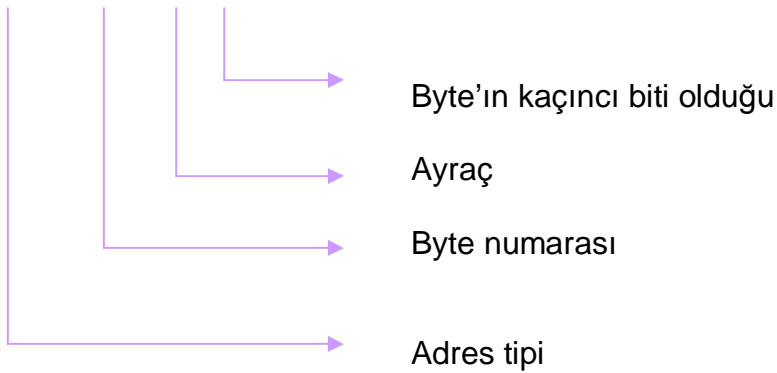 Byte’ın kaçıncı biti olduğu
Ayraç
Byte numarası
Adres tipi